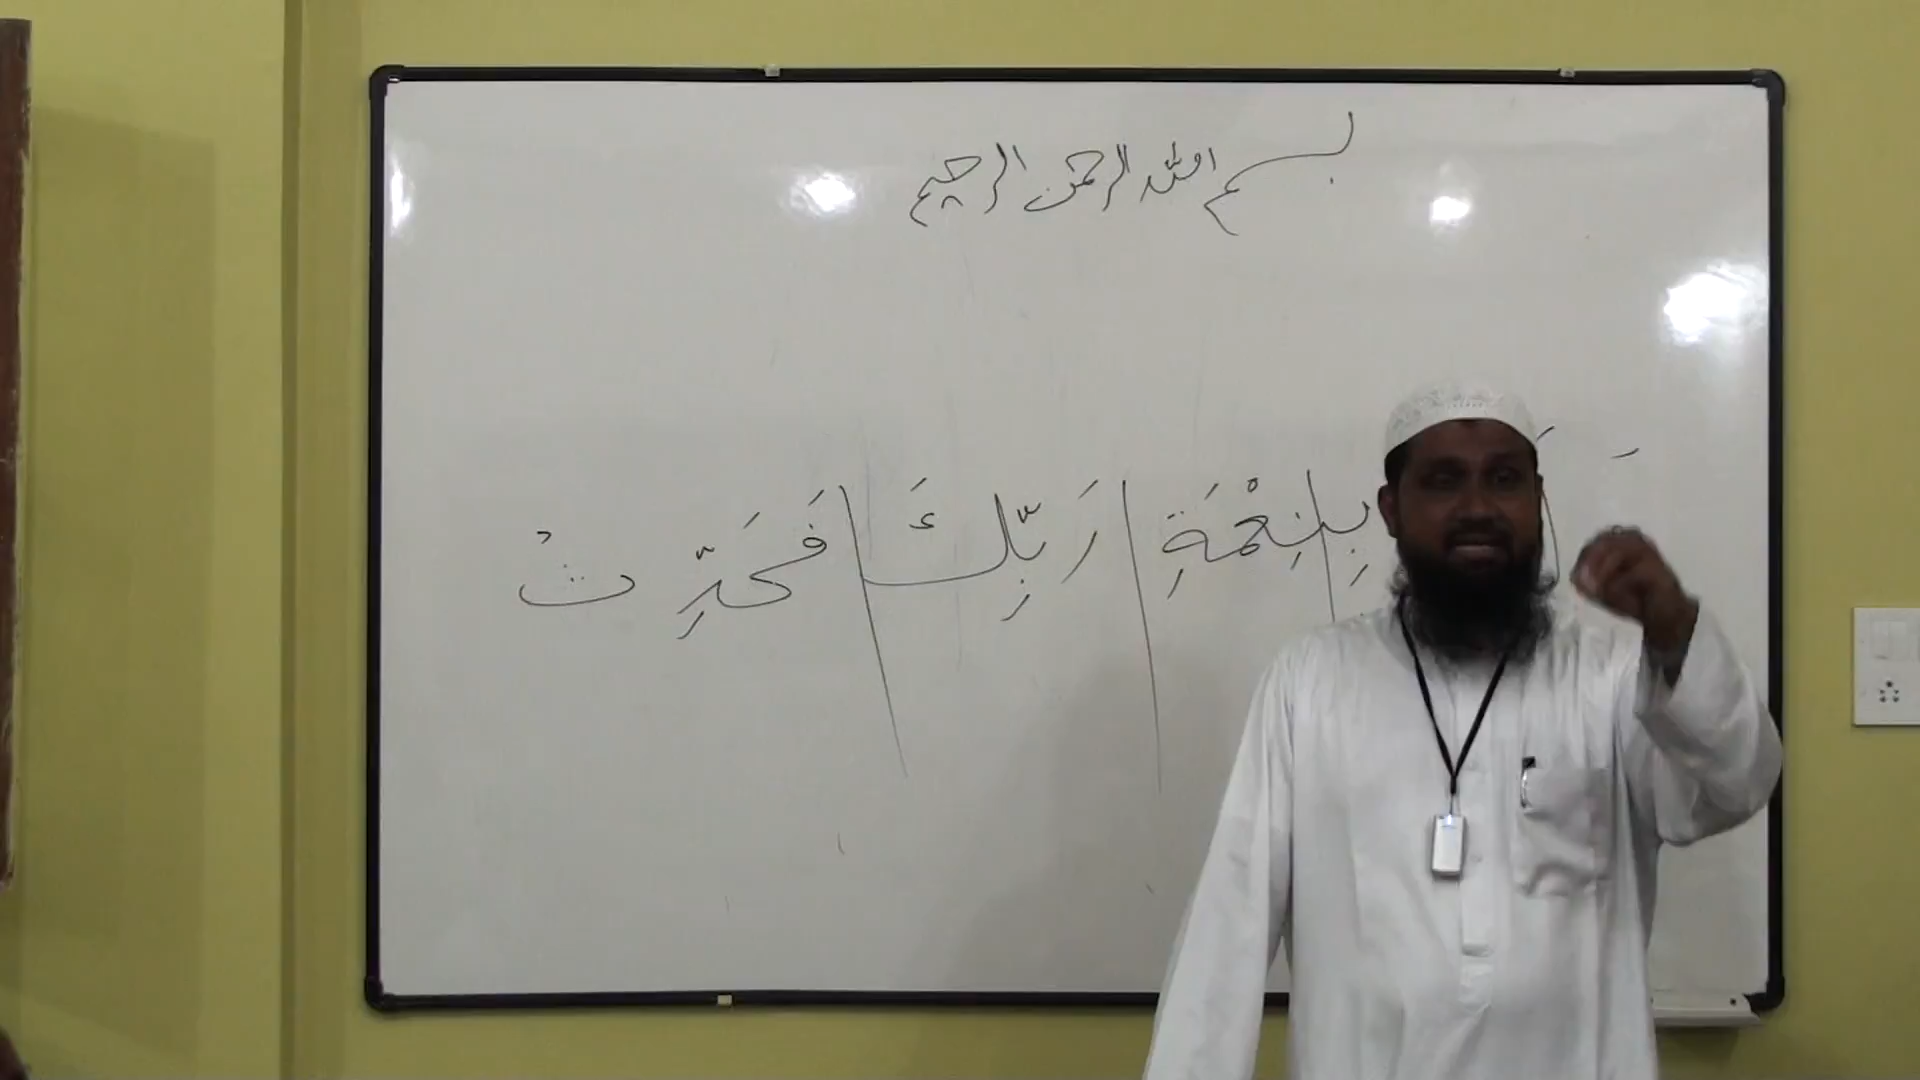 بسم الله الرحمن الرحيم
بِنِعْمَةِ رَبِّكَ فَحَدِّثْ